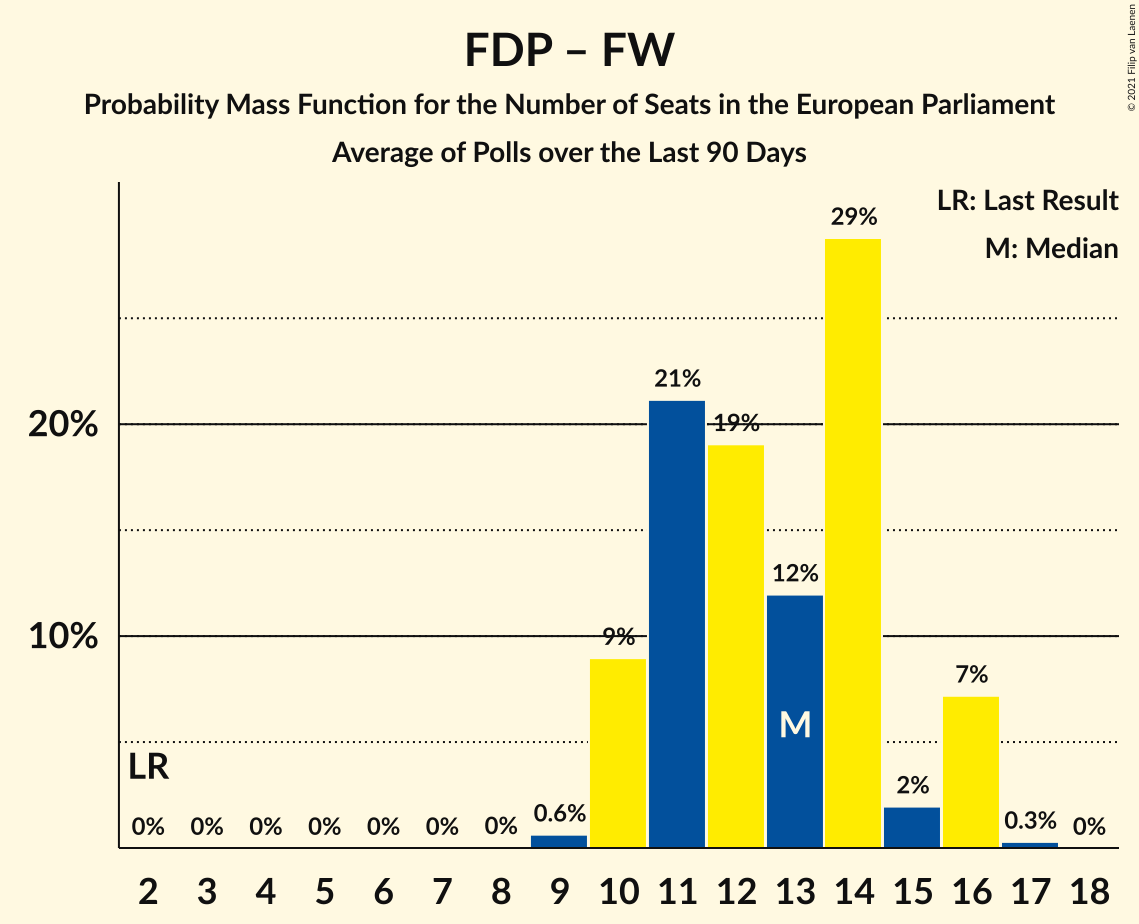 FDP – FW
Probability Mass Function for the Number of Seats in the European Parliament
Average of Polls over the Last 90 Days
© 2021 Filip van Laenen
LR: Last Result
M: Median
29%
21%
20%
19%
12%
10%
9%
7%
M
LR
2%
0% 0% 0% 0% 0% 0% 0% 0.6% 0.3% 0%
2 3 4 5 6 7 8 9 10 11 12 13 14 15 16 17 18